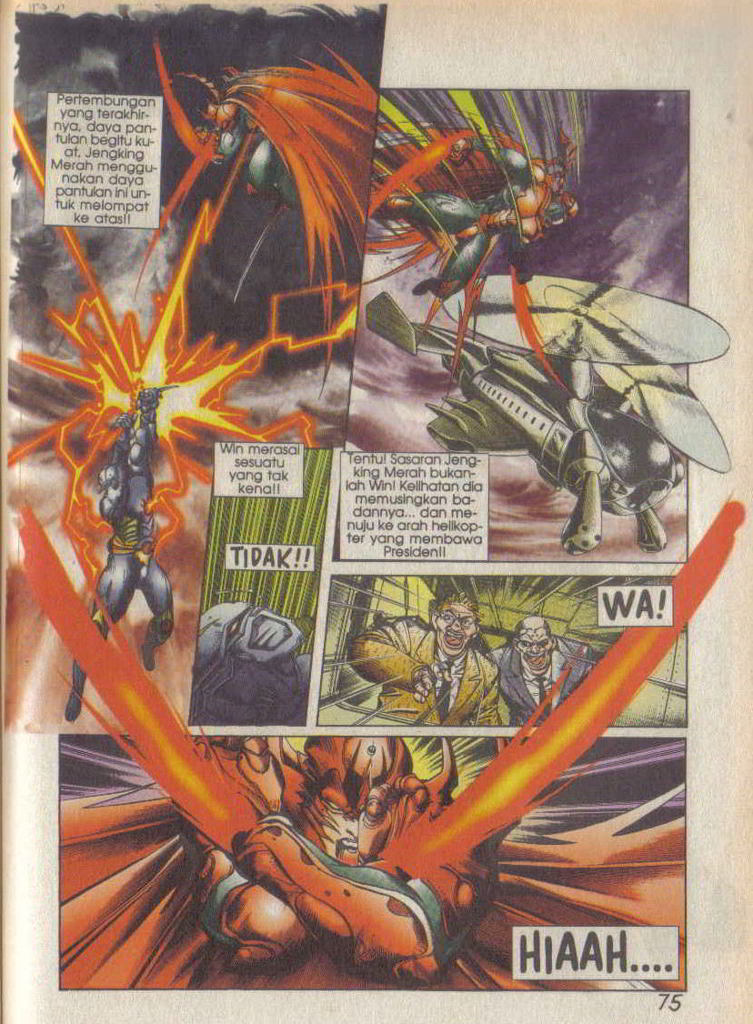 Pertembungan
yang terakhir-
nya, daya pan-
tulan begitu ku-
at. Jengking
Merah menggu-
nakan daya
pantulan ini un-
tuk melompat
ke atas!!
Win merasai
sesuatu
yang tak
kena!!
Tentu! Sasaran Jeng-
king Merah bukan-
lah Win! Kelihatan dia
memusingkan ba-
dannya... dan me-
nuju ke arah helikop-
ter yang membawa
Presiden!!
TIDAK!!
WA!
HIAAH....
75